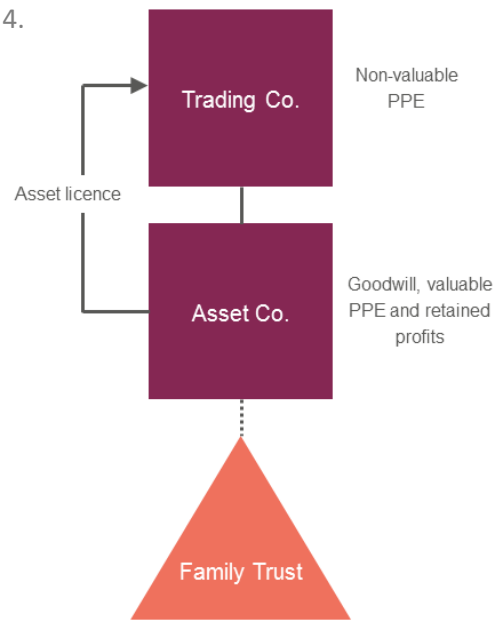 4.
Trading Co.
Non-valuable
PPE
Asset licence
Asset Co.
Goodwill, valuable
PPE and retained
profits
Family Trust